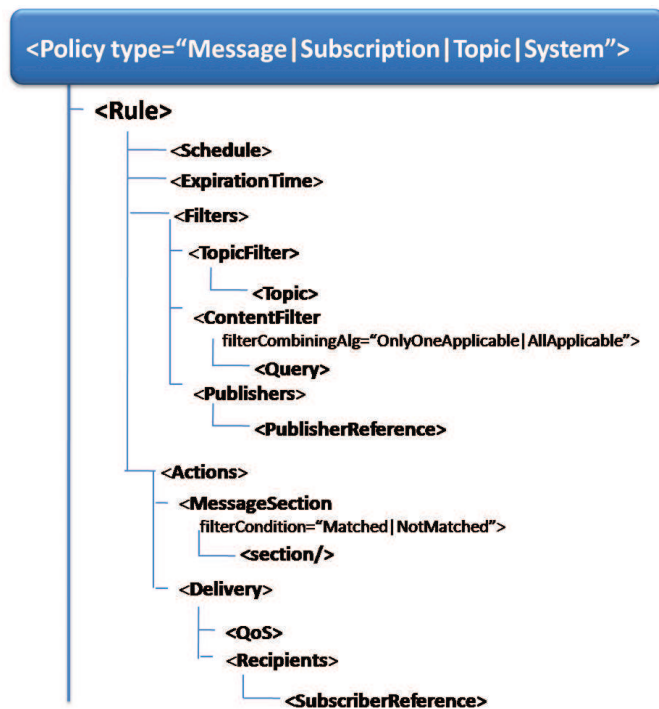 <Policy type=“Message|Subscription|Topic|System”>
<Rule>
<Schedule>
<ExpirationTime>
<Filters>
<TopicFilter>
<Topic>
<ContentFilter
filterCombiningAlg=“OnlyOneApplicable|AllApplicable”>
<Query>
<Publishers>
<PublisherReference>
<Actions>
<MessageSection
filterCondition=“Matched|NotMatched”>
<section/>
<Delivery>
<QoS>
<Recipients>
<SubscriberReference>